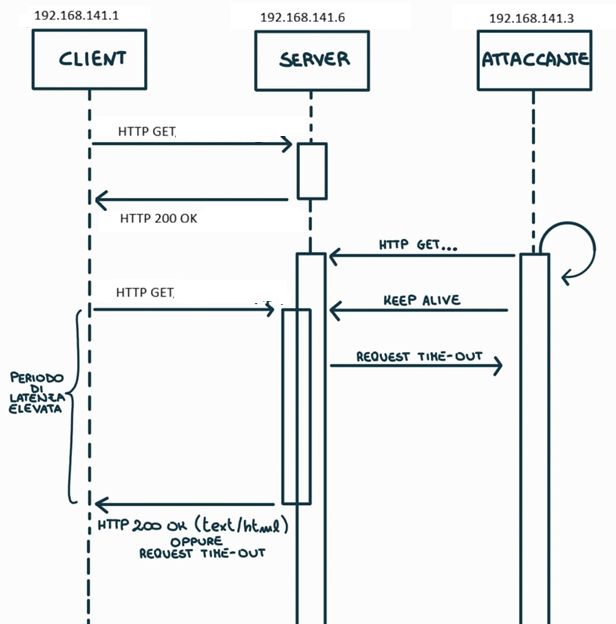 192.168.141.1
192.168.141.6
192.168.141.3
CLIENT
SERVER
ATTACCANTE
HTTP GET
HTTP 200 OK
HTTP GET...
HTTP GET
KEEP ALIVE
REQUEST TIME-OUT
PERIODO
DI
LATENZA
ELEVATA
HTTP 200 OK (text/html)
OPPURE
REQUEST TIME-OUT